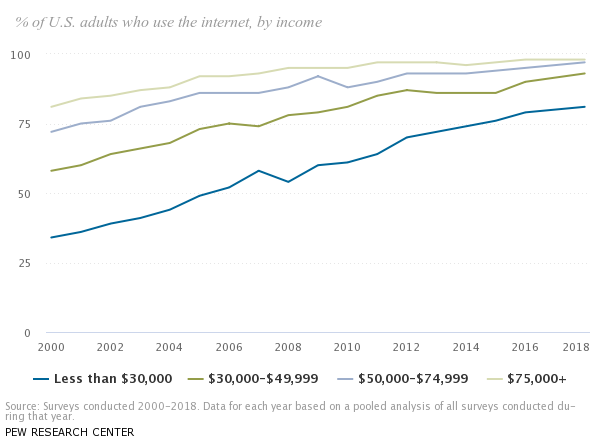 % of U.S. adults who use the internet, by income
100
75
50
25
0
2000 2002 2004 2006 2008 2010 2012 2014 2016 2018
Less than $30,000 $30,000-$49,999 $50,000-$74,999 $75,000+
Source: Surveys conducted 2000-2018. Data for each year based on a pooled analysis of all surveys conducted du-
ring that year.
PEW RESEARCH CENTER